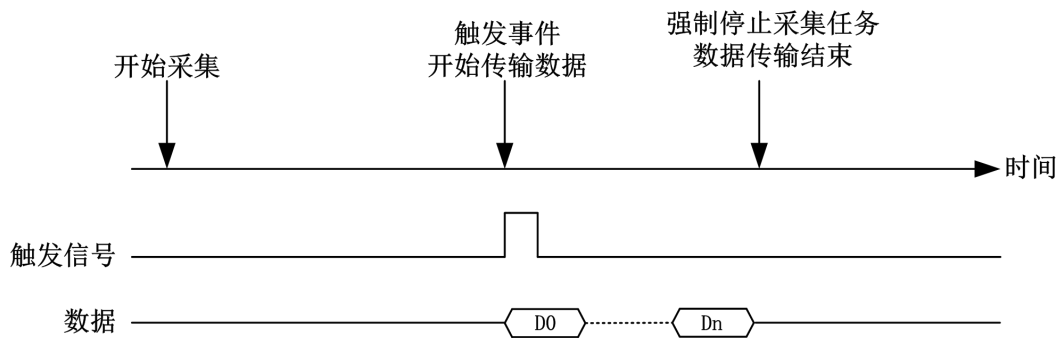 开始采集
触发事件
开始传输数据
强制停止采集任务
数据传输结束
时间
触发信号
数据
D0
Dn